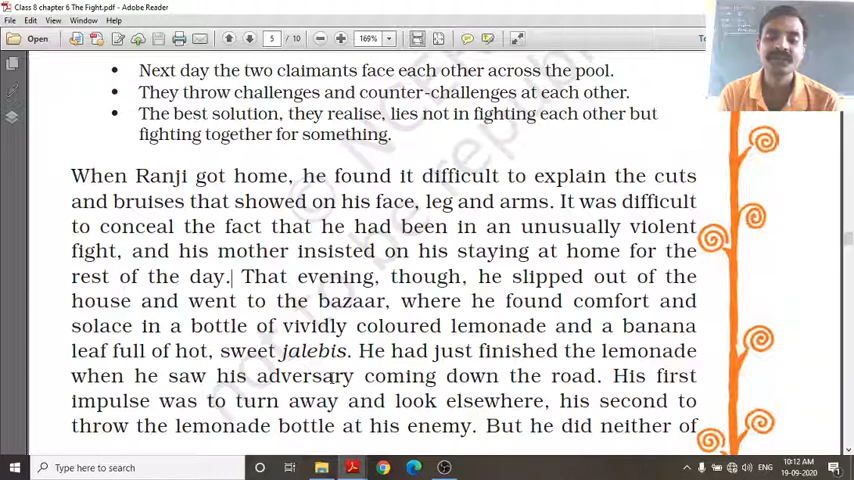 Class 8 chapter 6 The Fight.pdf - Adobe Reader
File Edit View Window Help
Open 5 / 10 169%
• Next day the two claimants face each other across the pool.
• They throw challenges and counter-challenges at each other.
• The best solution, they realise, lies not in fighting each other but
fighting together for something.
When Ranji got home, he found it difficult to explain the cuts
and bruises that showed on his face, leg and arms. It was difficult
to conceal the fact that he had been in an unusually violent
fight, and his mother insisted on his staying at home for the
rest of the day. That evening, though, he slipped out of the
house and went to the bazaar, where he found comfort and
solace in a bottle of vividly coloured lemonade and a banana
leaf full of hot, sweet jalebis. He had just finished the lemonade
when he saw his adversary coming down the road. His first
impulse was to turn away and look elsewhere, his second to
throw the lemonade bottle at his enemy. But he did neither of
Type here to search
ENG
10:12 AM
19-09-2020